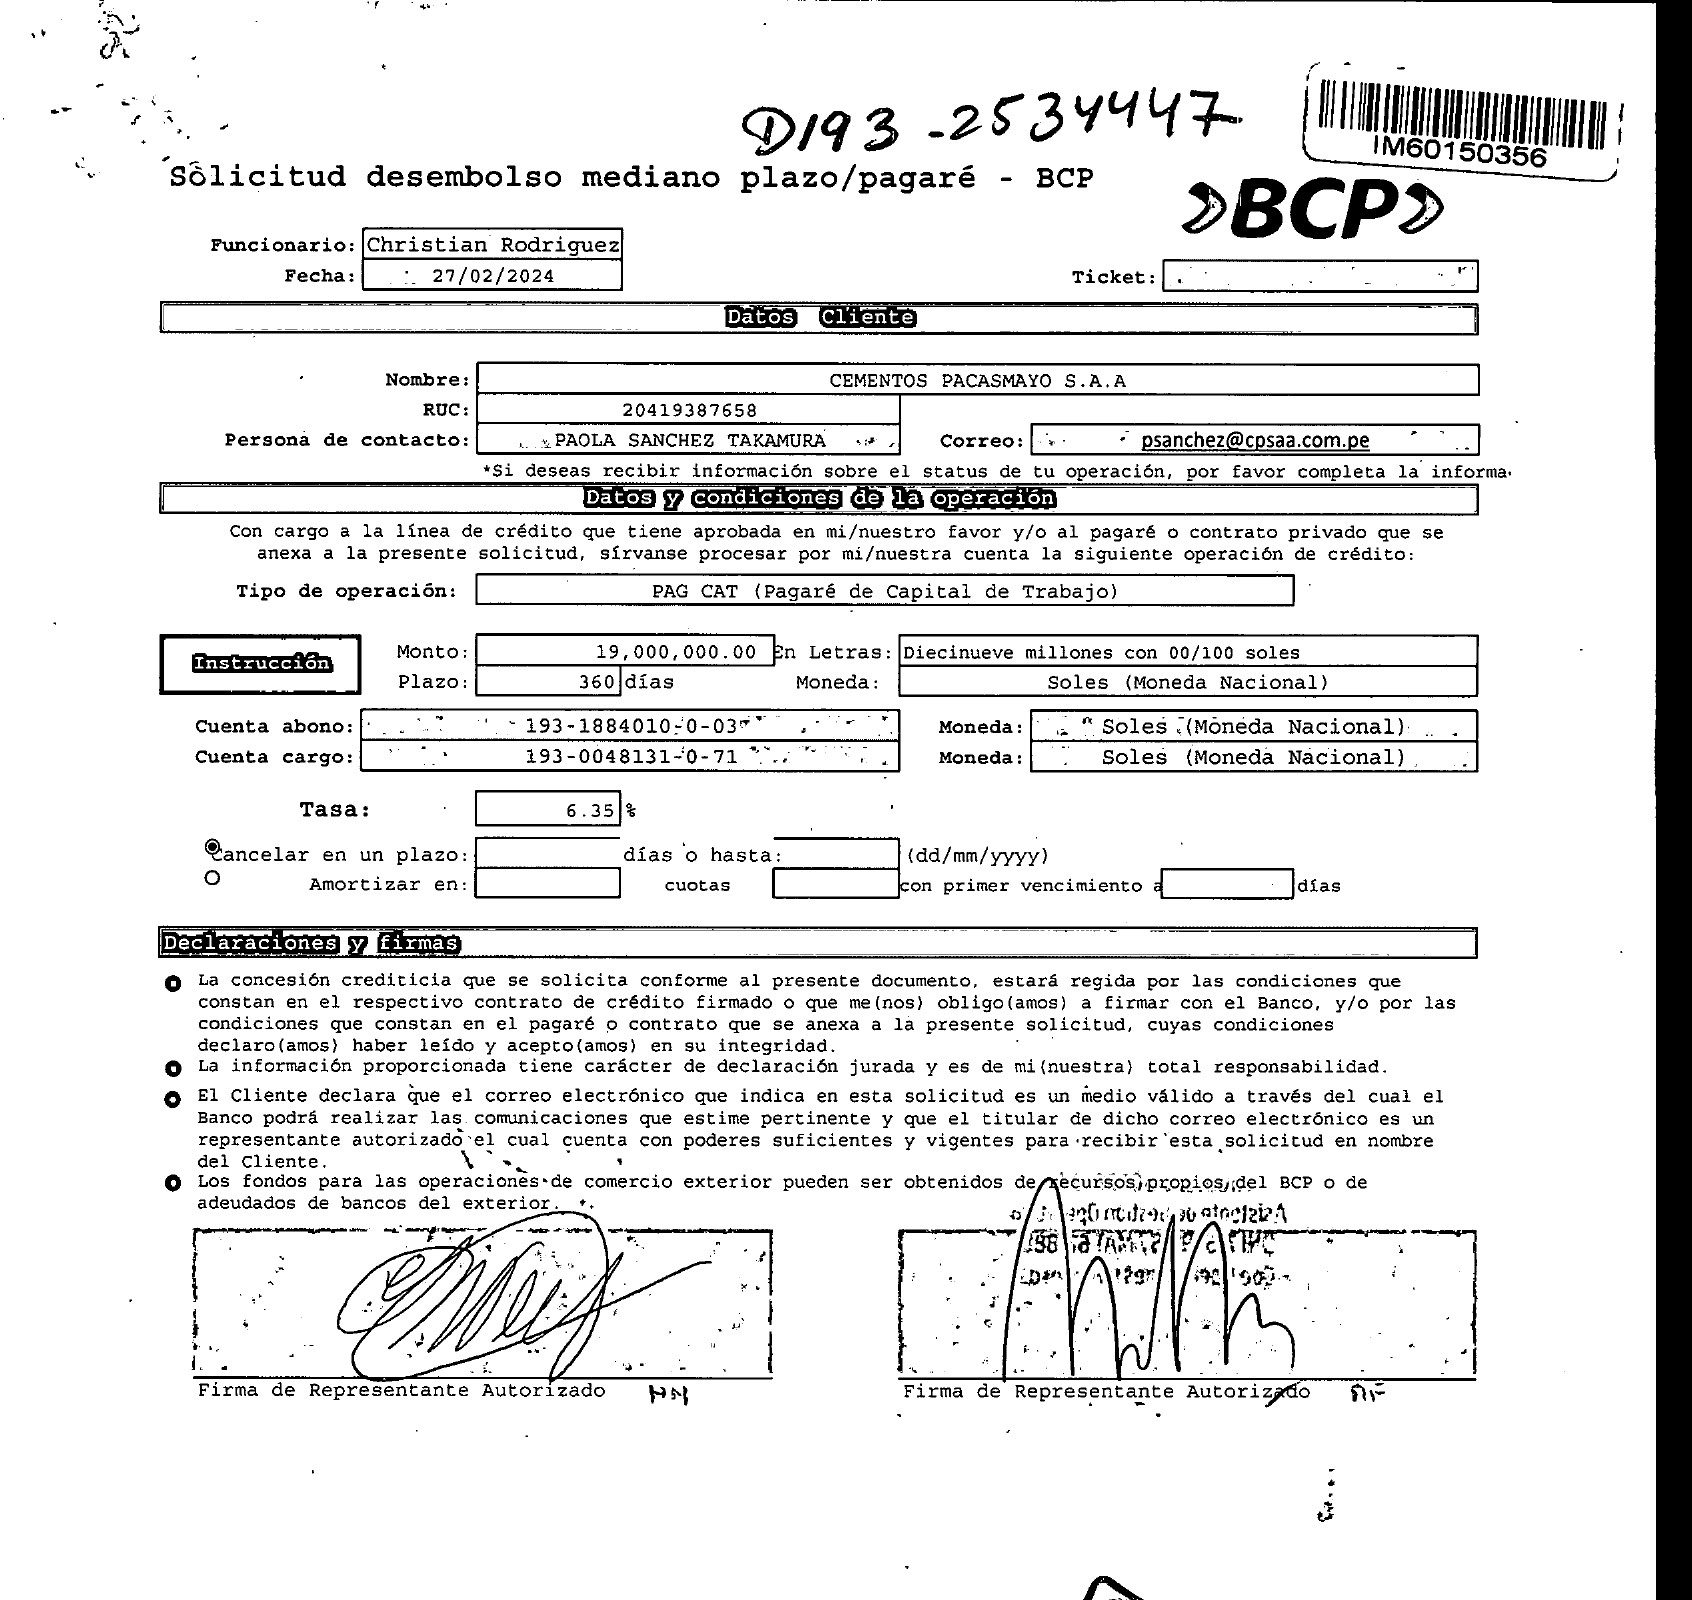 D193-2534447
IM60150356
Solicitud desembolso mediano plazo/pagaré - BCP
BCP
Funcionario: Christian Rodriguez
Fecha: 27/02/2024 Ticket:
Datos Cliente
Nombre: CEMENTOS PACASMAYO S.A.A
RUC: 20419387658
Persona de contacto: PAOLA SANCHEZ TAKAMURA Correo: psanchez@cpsaa.com.pe
*Si deseas recibir información sobre el status de tu operación, por favor completa la informa
Datos y condiciones de la operación
Con cargo a la línea de crédito que tiene aprobada en mi/nuestro favor y/o al pagaré o contrato privado que se
anexa a la presente solicitud, sírvanse procesar por mi/nuestra cuenta la siguiente operación de crédito:
Tipo de operación: PAG CAT (Pagaré de Capital de Trabajo)
Instrucción Monto: 19,000,000.00 En Letras: Diecinueve millones con 00/100 soles
Plazo: 360 días Moneda: Soles (Moneda Nacional)
Cuenta abono: 193-1884010-0-03 Moneda: Soles (Moneda Nacional)
Cuenta cargo: 193-0048131-0-71 Moneda: Soles (Moneda Nacional)
Tasa: 6.35 %
Cancelar en un plazo: días o hasta: (dd/mm/yyyy)
Amortizar en: cuotas con primer vencimiento a días
Declaraciones y firmas
La concesión crediticia que se solicita conforme al presente documento, estará regida por las condiciones que
constan en el respectivo contrato de crédito firmado o que me(nos) obligo(amos) a firmar con el Banco, y/o por las
condiciones que constan en el pagaré o contrato que se anexa a la presente solicitud, cuyas condiciones
declaro(amos) haber leído y acepto(amos) en su integridad.
La información proporcionada tiene carácter de declaración jurada y es de mi(nuestra) total responsabilidad.
El Cliente declara que el correo electrónico que indica en esta solicitud es un medio válido a través del cual el
Banco podrá realizar las comunicaciones que estime pertinente y que el titular de dicho correo electrónico es un
representante autorizado el cual cuenta con poderes suficientes y vigentes para recibir esta solicitud en nombre
del Cliente.
Los fondos para las operaciones de comercio exterior pueden ser obtenidos de recursos propios del BCP o de
adeudados de bancos del exterior.
Firma de Representante Autorizado
Firma de Representante Autorizado